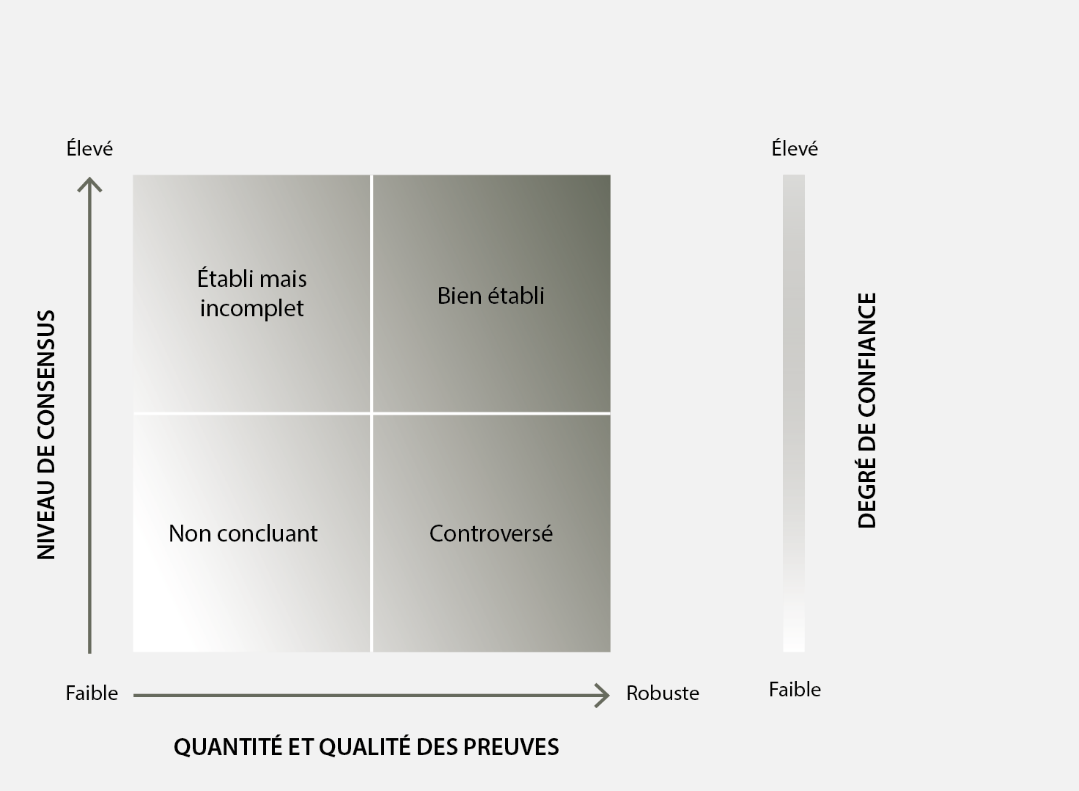 Élevé
Élevé
Établi mais
incomplet
Bien établi
NIVEAU DE CONSENSUS
DEGRÉ DE CONFIANCE
Non concluant
Controversé
Faible
Robuste
Faible
QUANTITÉ ET QUALITÉ DES PREUVES